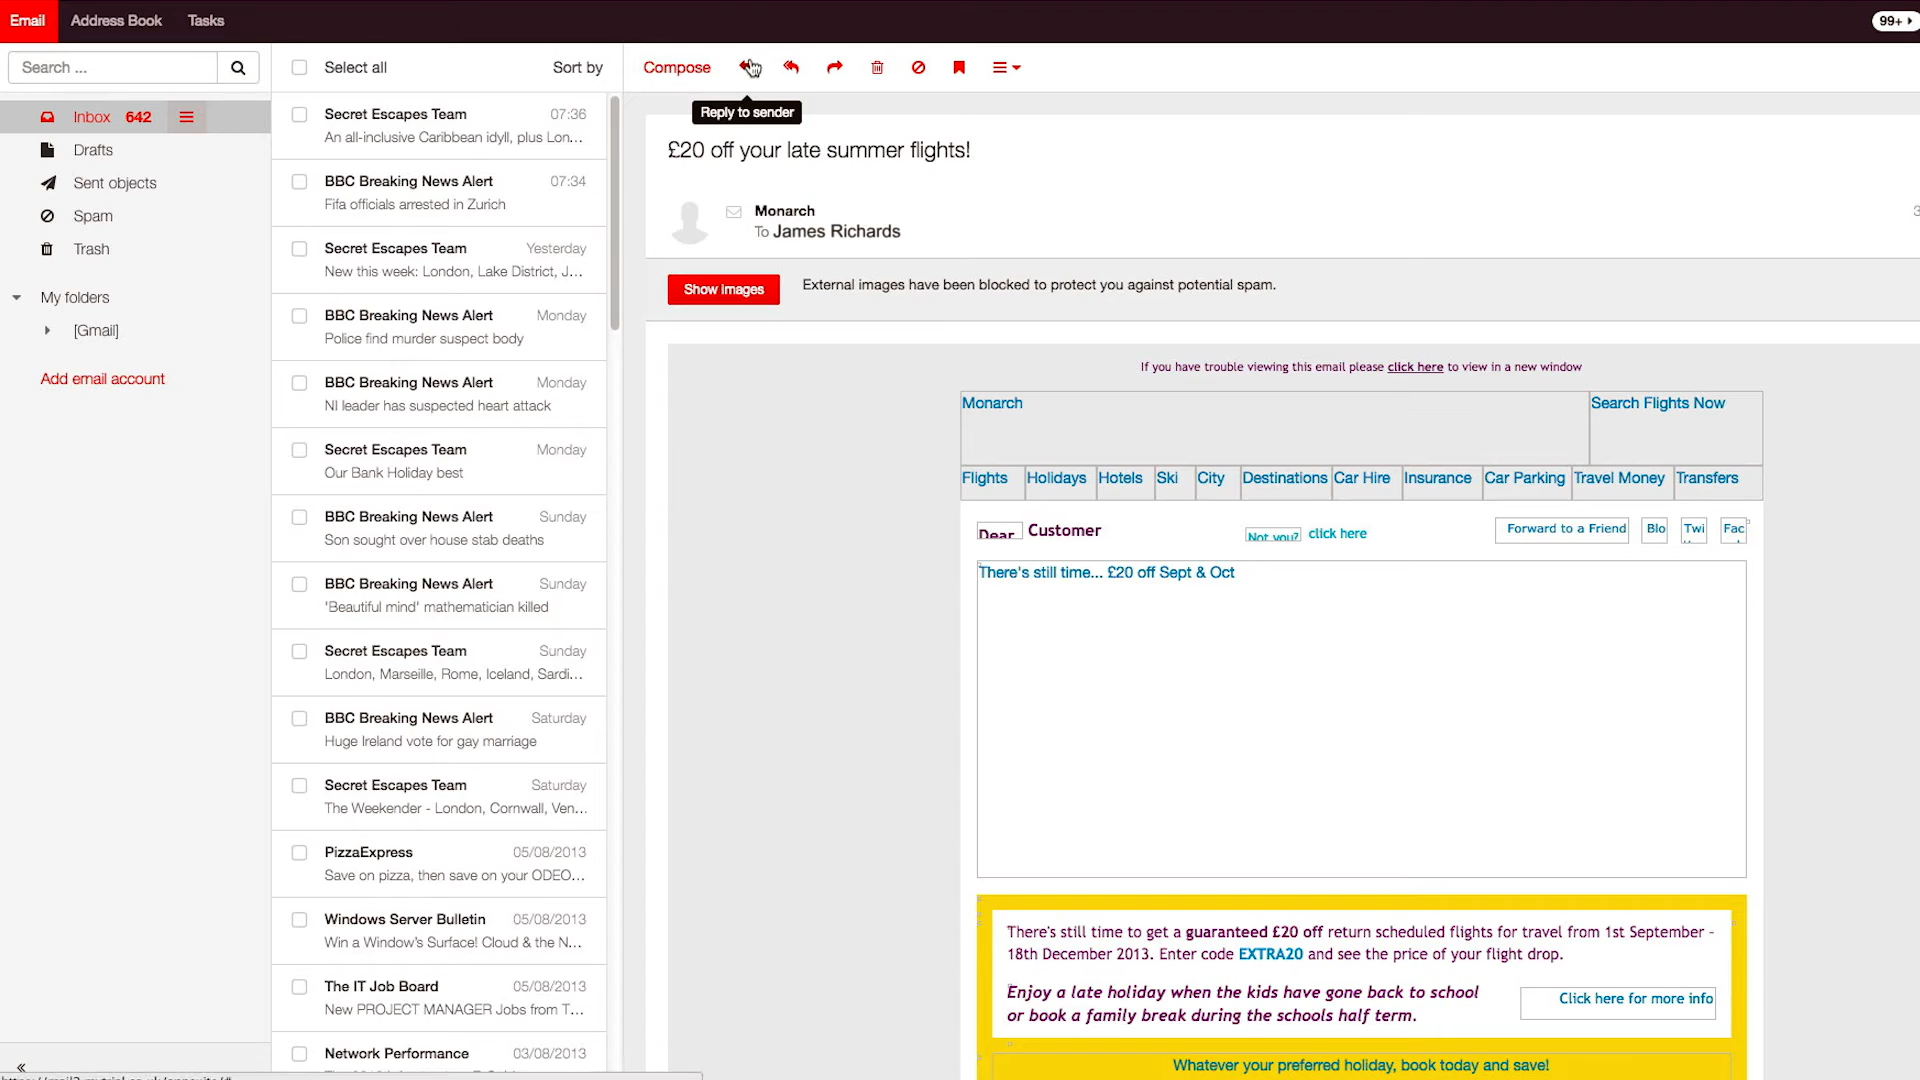 Email Address Book Tasks 99+
Search ...
Inbox 642
Drafts
Sent objects
Spam
Trash
My folders
[Gmail]
Add email account
Select all Sort by
Secret Escapes Team 07:36
An all-inclusive Caribbean idyll, plus Lon...
BBC Breaking News Alert 07:34
Fifa officials arrested in Zurich
Secret Escapes Team Yesterday
New this week: London, Lake District, J...
BBC Breaking News Alert Monday
Police find murder suspect body
BBC Breaking News Alert Monday
NI leader has suspected heart attack
Secret Escapes Team Monday
Our Bank Holiday best
BBC Breaking News Alert Sunday
Son sought over house stab deaths
BBC Breaking News Alert Sunday
'Beautiful mind' mathematician killed
Secret Escapes Team Sunday
London, Marseille, Rome, Iceland, Sardi...
BBC Breaking News Alert Saturday
Huge Ireland vote for gay marriage
Secret Escapes Team Saturday
The Weekender - London, Cornwall, Ven...
PizzaExpress 05/08/2013
Save on pizza, then save on your ODEO...
Windows Server Bulletin 05/08/2013
Win a Window's Surface! Cloud & the N...
The IT Job Board 05/08/2013
New PROJECT MANAGER Jobs from T...
Network Performance 03/08/2013
Compose
Reply to sender
£20 off your late summer flights!
Monarch
To James Richards
3
Show images External images have been blocked to protect you against potential spam.
If you have trouble viewing this email please click here to view in a new window
Monarch Search Flights Now
Flights Holidays Hotels Ski City Destinations Car Hire Insurance Car Parking Travel Money Transfers
Dear Customer Not you? click here Forward to a Friend Blo Twi Fac
There's still time... £20 off Sept & Oct
There's still time to get a guaranteed £20 off return scheduled flights for travel from 1st September -
18th December 2013. Enter code EXTRA20 and see the price of your flight drop.
Enjoy a late holiday when the kids have gone back to school
or book a family break during the schools half term.
Click here for more info
Whatever your preferred holiday, book today and save!